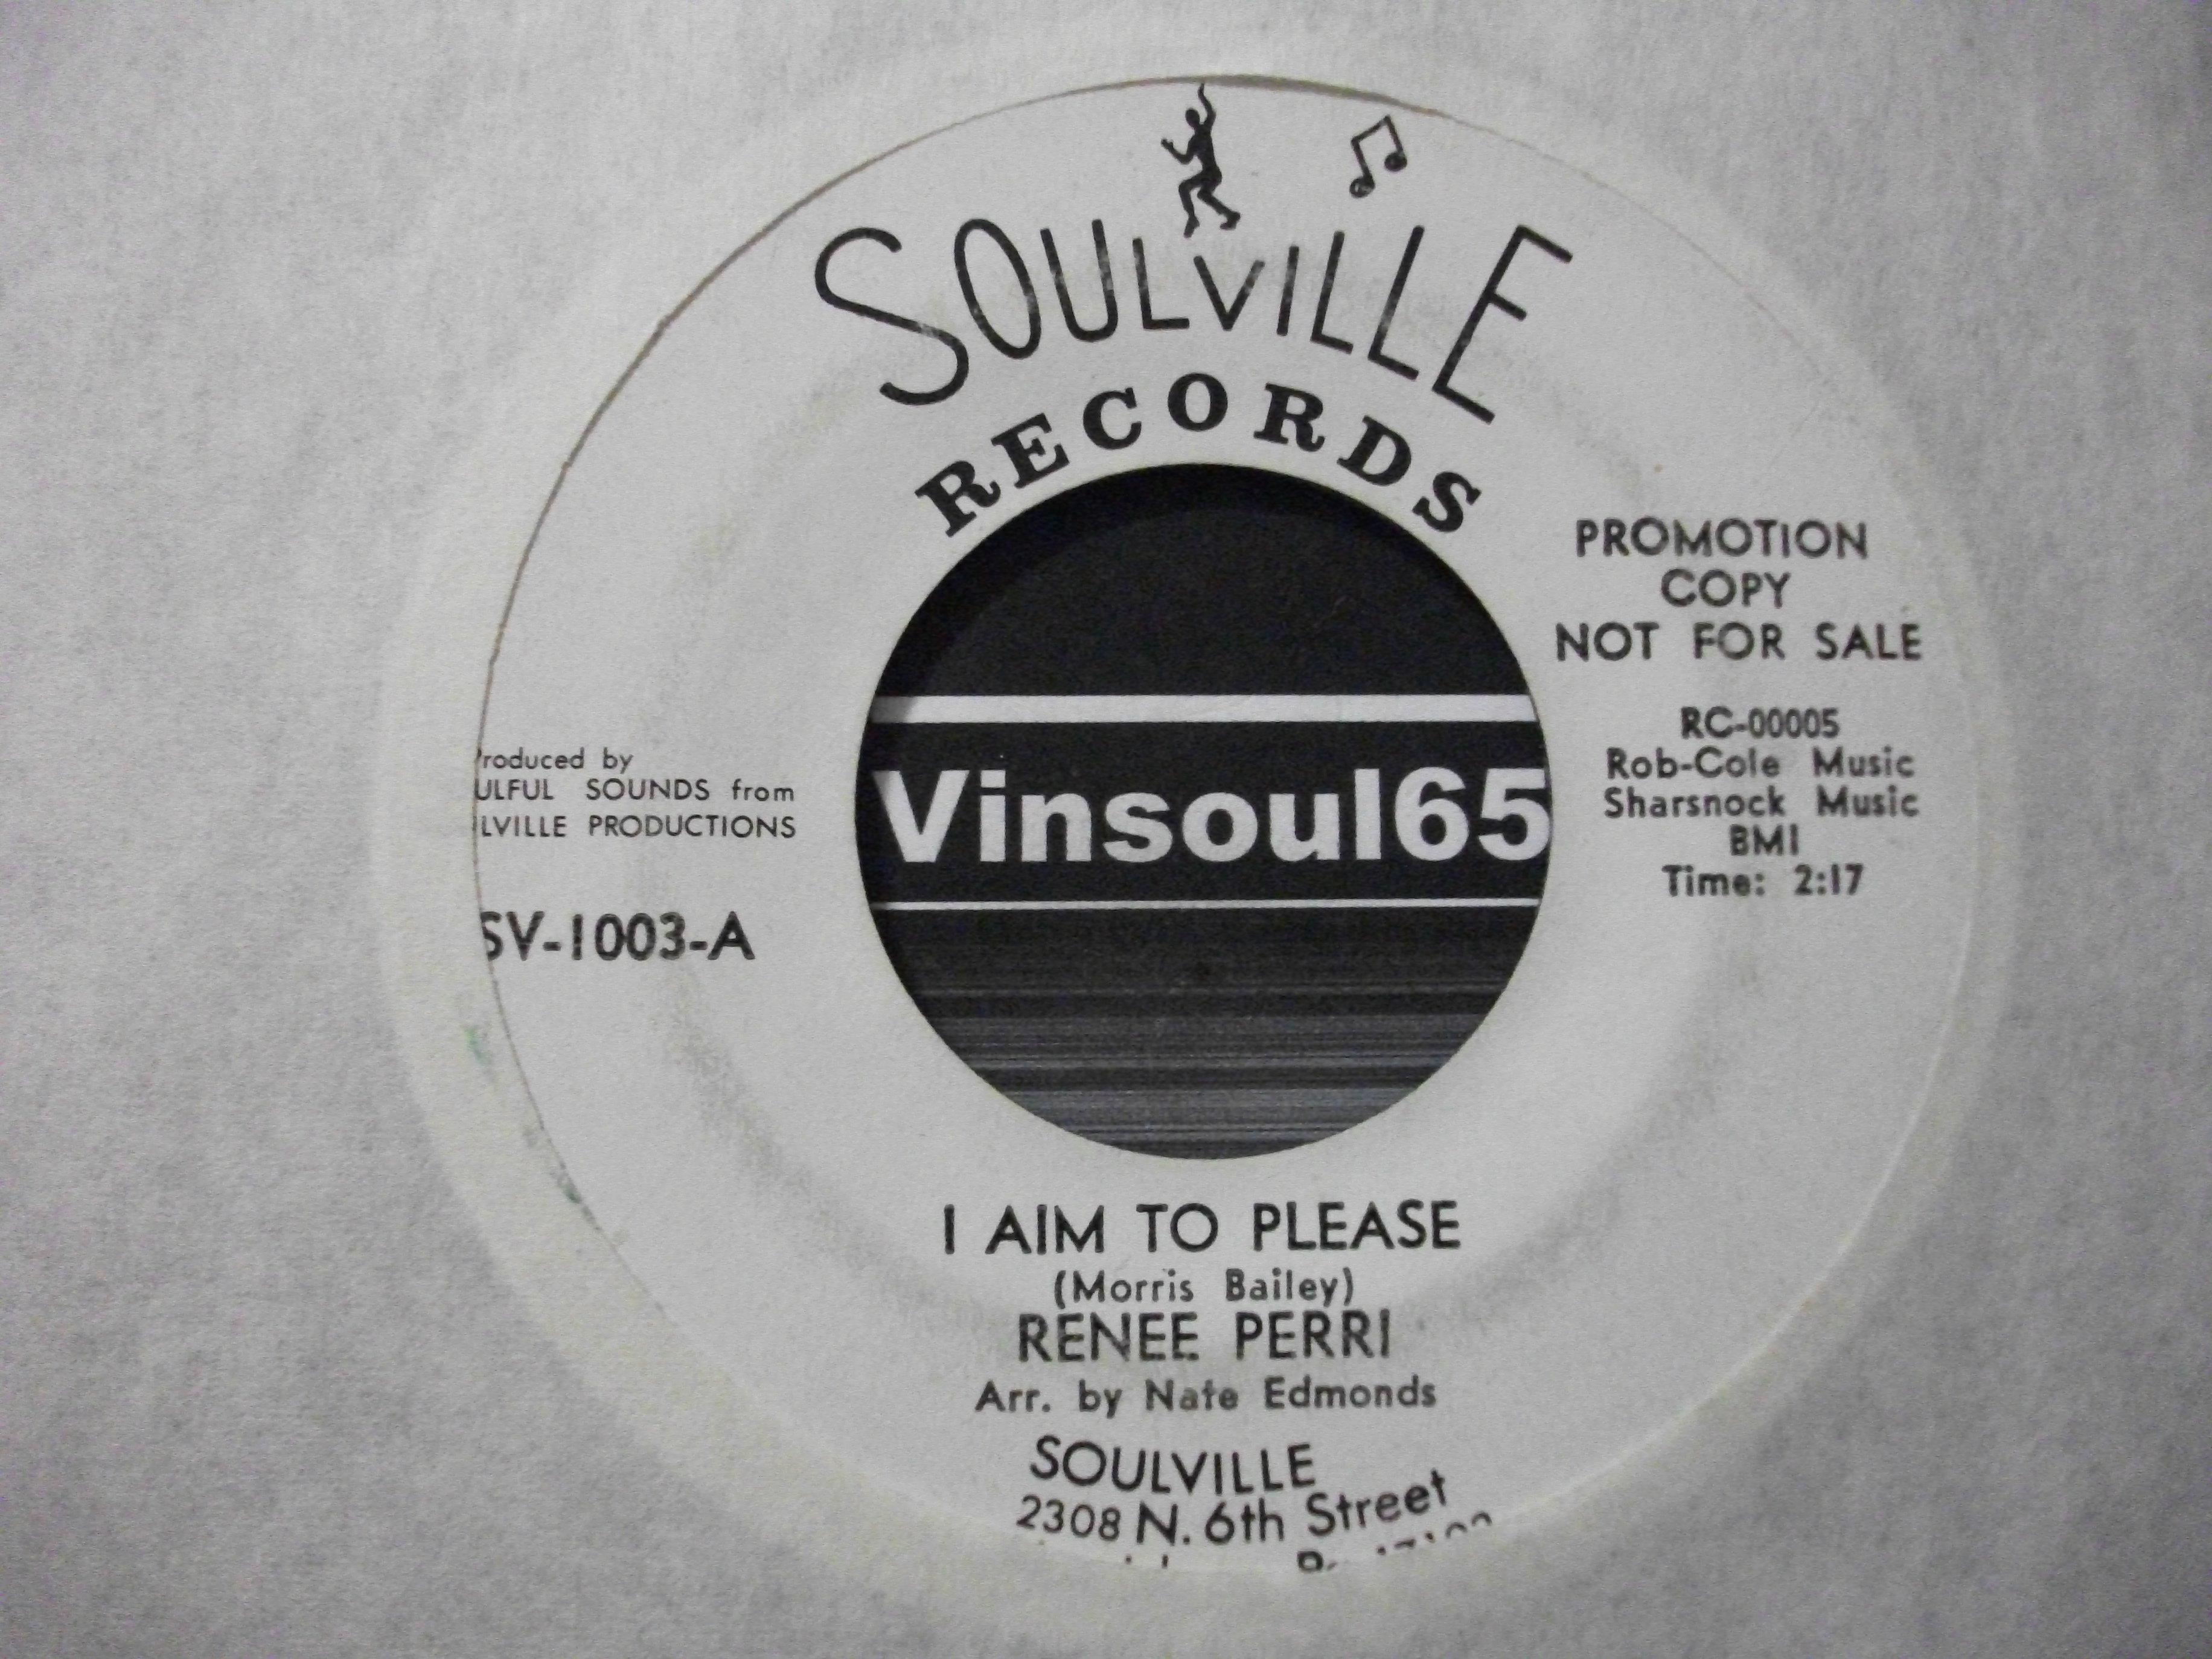 SOULVILLE
RECORDS
PROMOTION
COPY
NOT FOR SALE
RC-00005
Rob-Cole Music
Sharsnock Music
BMI
Time: 2:17
roduced by
ULFUL SOUNDS from
LVILLE PRODUCTIONS
SV-1003-A
Vinsoul65
I AIM TO PLEASE
(Morris Bailey)
RENEE PERRI
Arr. by Nate Edmonds
SOULVILLE
2308 N. 6th Street